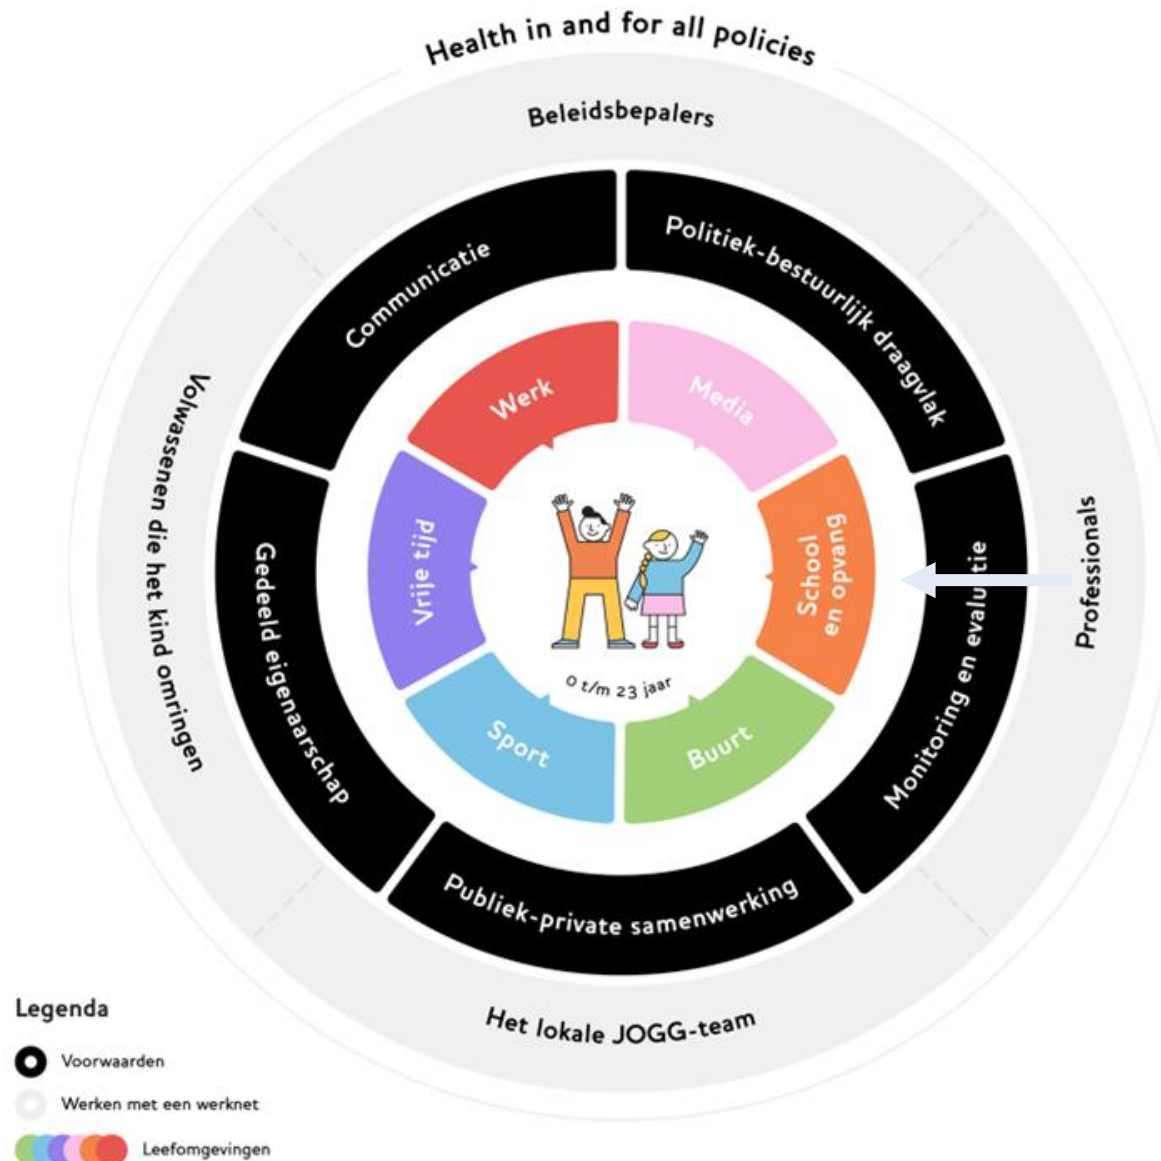 Health in and for all policies
Beleidsbepalers
Communicatie
Politiek-bestuurlijk draagvlak
Werk
Media
Volwassenen die het kind omringen
Gedeeld eigenaarschap
Vrije tijd
School
en opvang
Monitoring en evaluatie
Professionals
0 t/m 23 jaar
Sport
Buurt
Publiek-private samenwerking
Het lokale JOGG-team
Legenda
Voorwaarden
Werken met een werknet
Leefomgevingen